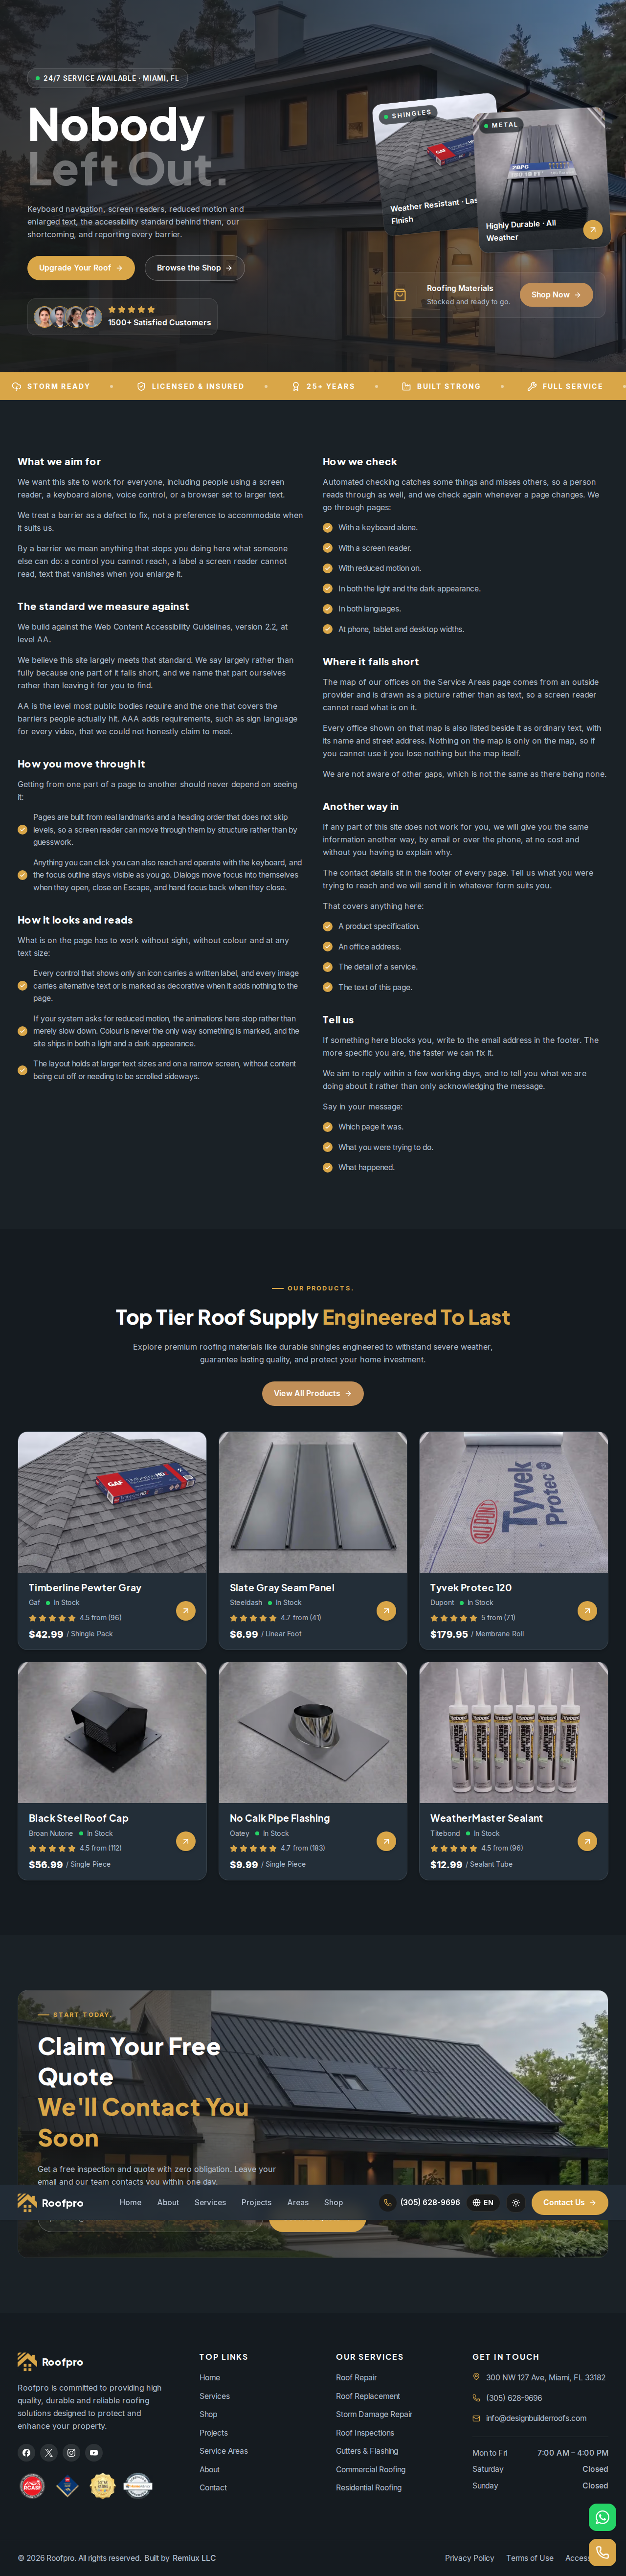 24/7 SERVICE AVAILABLE · MIAMI, FL
Nobody
Left Out.
Keyboard navigation, screen readers, reduced motion and
enlarged text, the accessibility standard behind them, our
shortcoming, and reporting every barrier.
Upgrade Your Roof
Browse the Shop
1500+ Satisfied Customers
SHINGLES
Weather Resistant · Las
Finish
METAL
Highly Durable · All
Weather
Roofing Materials
Stocked and ready to go.
Shop Now
STORM READY
LICENSED & INSURED
25+ YEARS
BUILT STRONG
FULL SERVICE
What we aim for
We want this site to work for everyone, including people using a screen
reader, a keyboard alone, voice control, or a browser set to larger text.
We treat a barrier as a defect to fix, not a preference to accommodate when
it suits us.
By a barrier we mean anything that stops you doing here what someone
else can do: a control you cannot reach, a label a screen reader cannot
read, text that vanishes when you enlarge it.
The standard we measure against
We build against the Web Content Accessibility Guidelines, version 2.2, at
level AA.
We believe this site largely meets that standard. We say largely rather than
fully because one part of it falls short, and we name that part ourselves
rather than leaving it for you to find.
AA is the level most public bodies require and the one that covers the
barriers people actually hit. AAA adds requirements, such as sign language
for every video, that we could not honestly claim to meet.
How you move through it
Getting from one part of a page to another should never depend on seeing
it:
Pages are built from real landmarks and a heading order that does not skip
levels, so a screen reader can move through them by structure rather than by
guesswork.
Anything you can click you can also reach and operate with the keyboard, and
the focus outline stays visible as you go. Dialogs move focus into themselves
when they open, close on Escape, and hand focus back when they close.
How it looks and reads
What is on the page has to work without sight, without colour and at any
text size:
Every control that shows only an icon carries a written label, and every image
carries alternative text or is marked as decorative when it adds nothing to the
page.
If your system asks for reduced motion, the animations here stop rather than
merely slow down. Colour is never the only way something is marked, and the
site ships in both a light and a dark appearance.
The layout holds at larger text sizes and on a narrow screen, without content
being cut off or needing to be scrolled sideways.
How we check
Automated checking catches some things and misses others, so a person
reads through as well, and we check again whenever a page changes. We
go through pages:
With a keyboard alone.
With a screen reader.
With reduced motion on.
In both the light and the dark appearance.
In both languages.
At phone, tablet and desktop widths.
Where it falls short
The map of our offices on the Service Areas page comes from an outside
provider and is drawn as a picture rather than as text, so a screen reader
cannot read what is on it.
Every office shown on that map is also listed beside it as ordinary text, with
its name and street address. Nothing on the map is only on the map, so if
you cannot use it you lose nothing but the map itself.
We are not aware of other gaps, which is not the same as there being none.
Another way in
If any part of this site does not work for you, we will give you the same
information another way, by email or over the phone, at no cost and
without you having to explain why.
The contact details sit in the footer of every page. Tell us what you were
trying to reach and we will send it in whatever form suits you.
That covers anything here:
A product specification.
An office address.
The detail of a service.
The text of this page.
Tell us
If something here blocks you, write to the email address in the footer. The
more specific you are, the faster we can fix it.
We aim to reply within a few working days, and to tell you what we are
doing about it rather than only acknowledging the message.
Say in your message:
Which page it was.
What you were trying to do.
What happened.
OUR PRODUCTS.
Top Tier Roof Supply Engineered To Last
Explore premium roofing materials like durable shingles engineered to withstand severe weather,
guarantee lasting quality, and protect your home investment.
View All Products
GAF Timberline HD
Timberline Pewter Gray
Gaf In Stock
4.5 from (96)
$42.99 / Shingle Pack
Slate Gray Seam Panel
Steeldash In Stock
4.7 from (41)
$6.99 / Linear Foot
DUPONT Tyvek Protec
Tyvek Protec 120
Dupont In Stock
5 from (71)
$179.95 / Membrane Roll
Black Steel Roof Cap
Broan Nutone In Stock
4.5 from (112)
$56.99 / Single Piece
No Calk Pipe Flashing
Oatey In Stock
4.7 from (183)
$9.99 / Single Piece
WeatherMaster Sealant
Titebond In Stock
4.5 from (96)
$12.99 / Sealant Tube
START TODAY.
Claim Your Free
Quote
We'll Contact You
Soon
Get a free inspection and quote with zero obligation. Leave your
email and our team contacts you within one day.
Roofpro
Home
About
Services
Projects
Areas
Shop
(305) 628-9696
EN
Contact Us
Roofpro
Roofpro is committed to providing high
quality, durable and reliable roofing
solutions designed to protect and
enhance your property.
TOP LINKS
Home
Services
Shop
Projects
Service Areas
About
Contact
OUR SERVICES
Roof Repair
Roof Replacement
Storm Damage Repair
Roof Inspections
Gutters & Flashing
Commercial Roofing
Residential Roofing
GET IN TOUCH
300 NW 127 Ave, Miami, FL 33182
(305) 628-9696
info@designbuilderroofs.com
Mon to Fri 7:00 AM – 4:00 PM
Saturday Closed
Sunday Closed
© 2026 Roofpro. All rights reserved. Built by Remiux LLC
Privacy Policy
Terms of Use